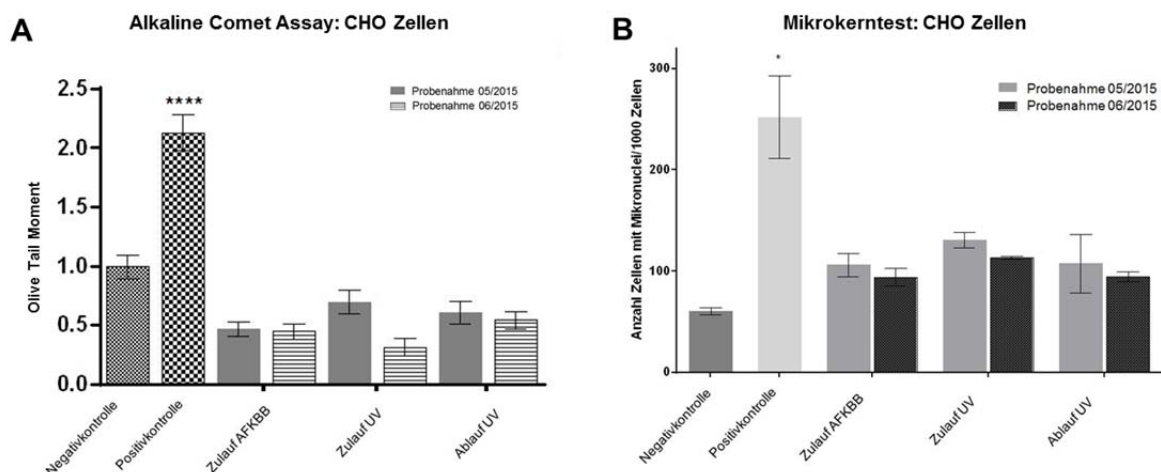 A
Alkaline Comet Assay: CHO Zellen
Olive Tail Moment
2.5
2.0
1.5
1.0
0.5
0.0
****
Probenahme 05/2015
Probenahme 06/2015
Negativkontrolle
Positivkontrolle
Zulauf AFKBB
Zulauf UV
Ablauf UV
B
Mikrokerntest: CHO Zellen
Anzahl Zellen mit Mikronuclei/1000 Zellen
300
200
100
0
*
Probenahme 05/2015
Probenahme 06/2015
Negativkontrolle
Positivkontrolle
Zulauf AFKBB
Zulauf UV
Ablauf UV